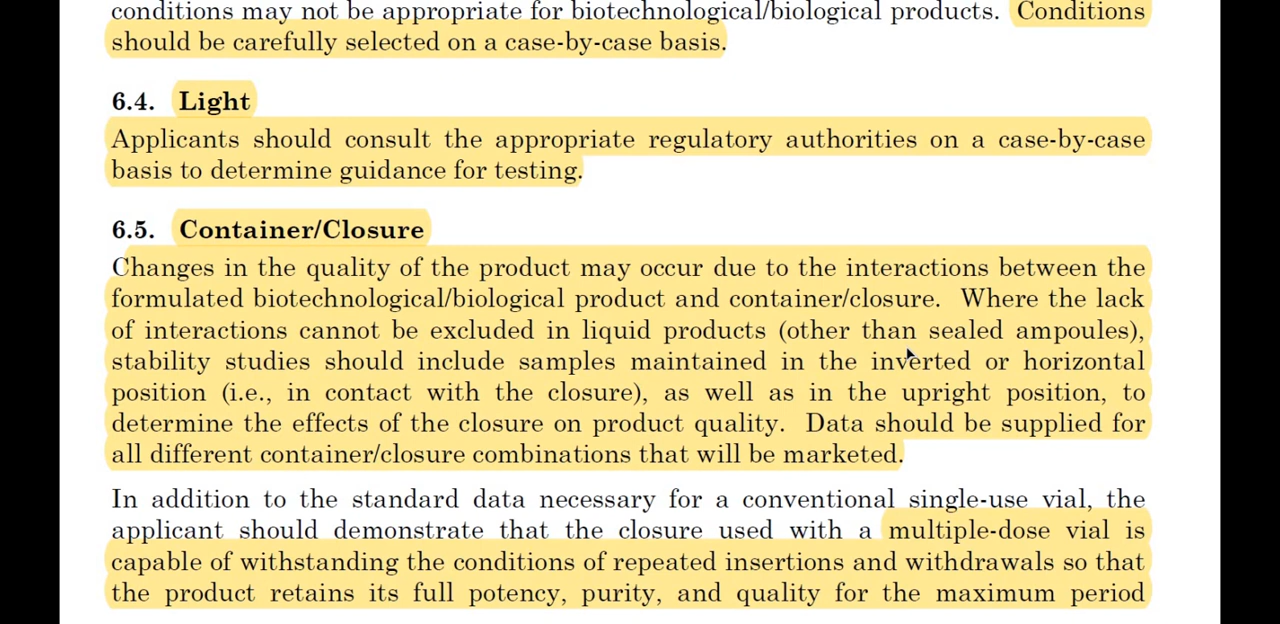 conditions may not be appropriate for biotechnological/biological products. Conditions
should be carefully selected on a case-by-case basis.
6.4. Light
Applicants should consult the appropriate regulatory authorities on a case-by-case
basis to determine guidance for testing.
6.5. Container/Closure
Changes in the quality of the product may occur due to the interactions between the
formulated biotechnological/biological product and container/closure. Where the lack
of interactions cannot be excluded in liquid products (other than sealed ampoules),
stability studies should include samples maintained in the inverted or horizontal
position (i.e., in contact with the closure), as well as in the upright position, to
determine the effects of the closure on product quality. Data should be supplied for
all different container/closure combinations that will be marketed.
In addition to the standard data necessary for a conventional single-use vial, the
applicant should demonstrate that the closure used with a multiple-dose vial is
capable of withstanding the conditions of repeated insertions and withdrawals so that
the product retains its full potency, purity, and quality for the maximum period